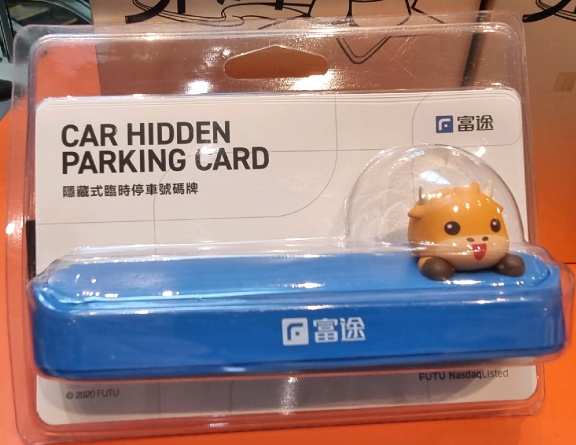 CAR HIDDEN
PARKING CARD
隱藏式臨時停車號碼牌
富途
富途
© 2020 FUTU
FUTU NasdaqListed